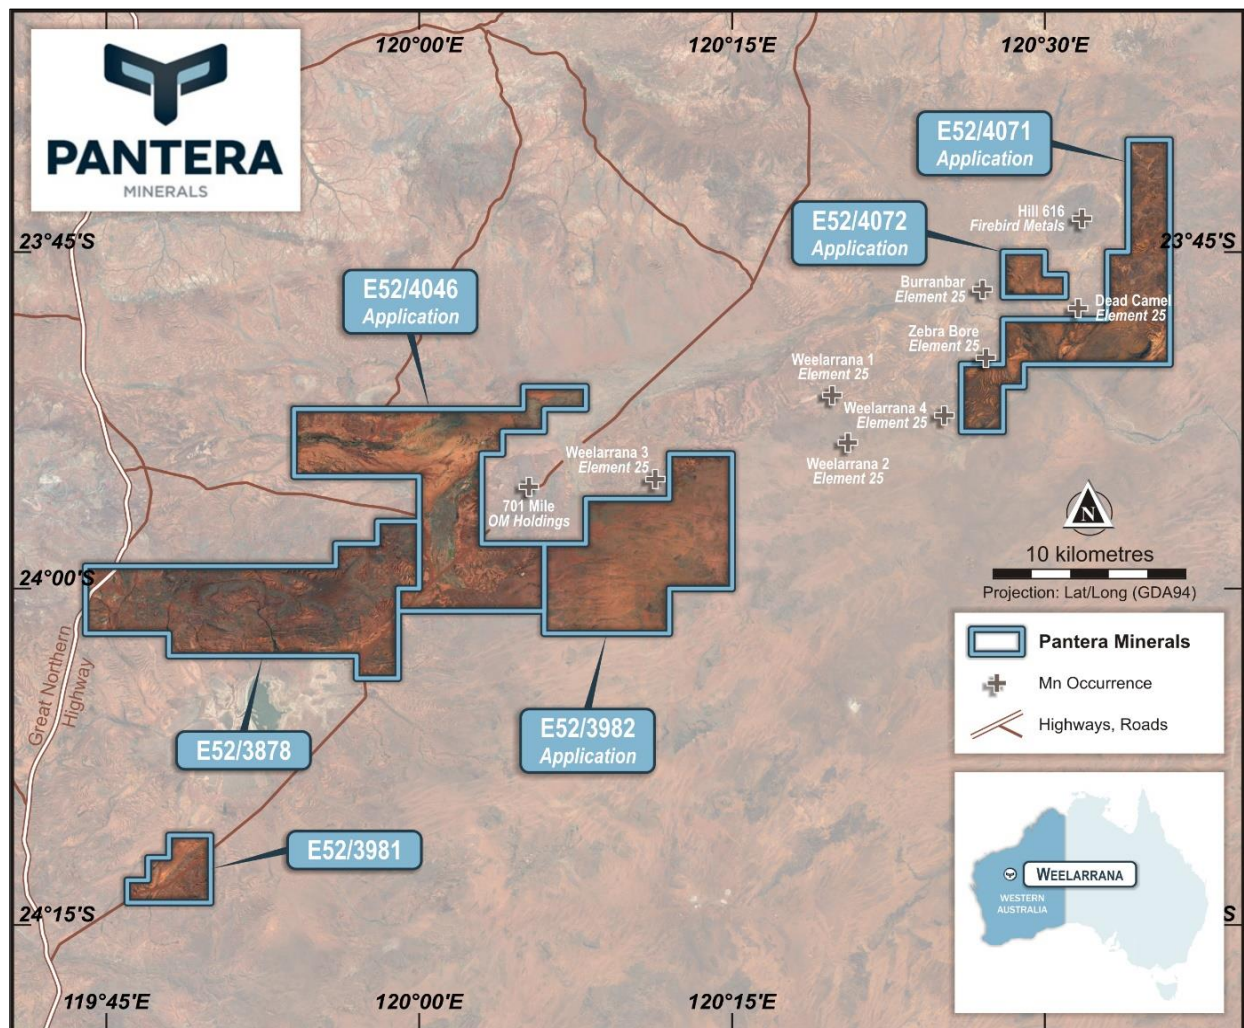 PANTERA
MINERALS
120°00'E
120°15'E
120°30'E
E52/4071
Application
Hill 616
Firebird Metals
E52/4072
Application
23°45'S
23°45'S
E52/4046
Application
Burranbar
Element 25
Dead Camel
Element 25
Zebra Bore
Element 25
Weelarrana 1
Element 25
Weelarrana 4
Element 25
Weelarrana 3
Element 25
Weelarrana 2
Element 25
701 Mile
OM Holdings
N
10 kilometres
Projection: Lat/Long (GDA94)
24°00'S
Pantera Minerals
Mn Occurrence
Highways, Roads
Great Northern
Highway
E52/3878
E52/3982
Application
E52/3981
WEELARRANA
WESTERN
AUSTRALIA
24°15'S
S
119°45'E
120°00'E
120°15'E